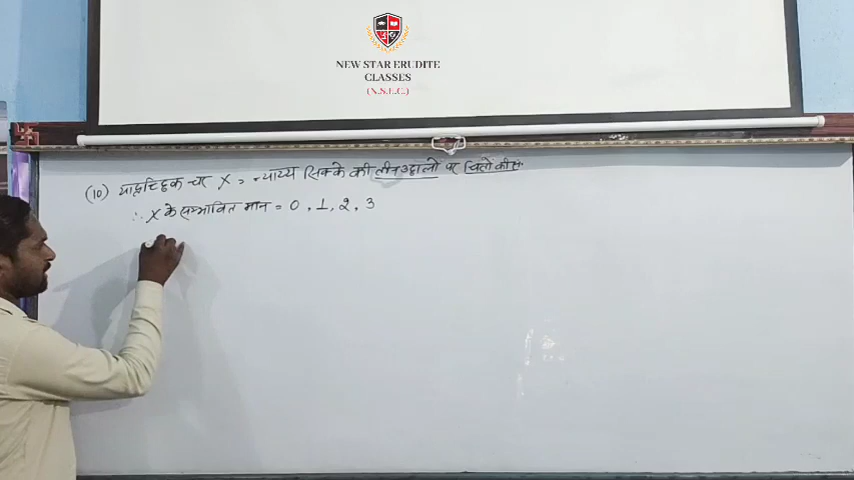 NEW STAR ERUDITE
CLASSES
(N.S.E.C.)
(10) यादृच्छिक चर X = न्याय्य सिक्के की तीन उछालों पर चितों की सं
∴ X के सम्भावित मान = 0, 1, 2, 3